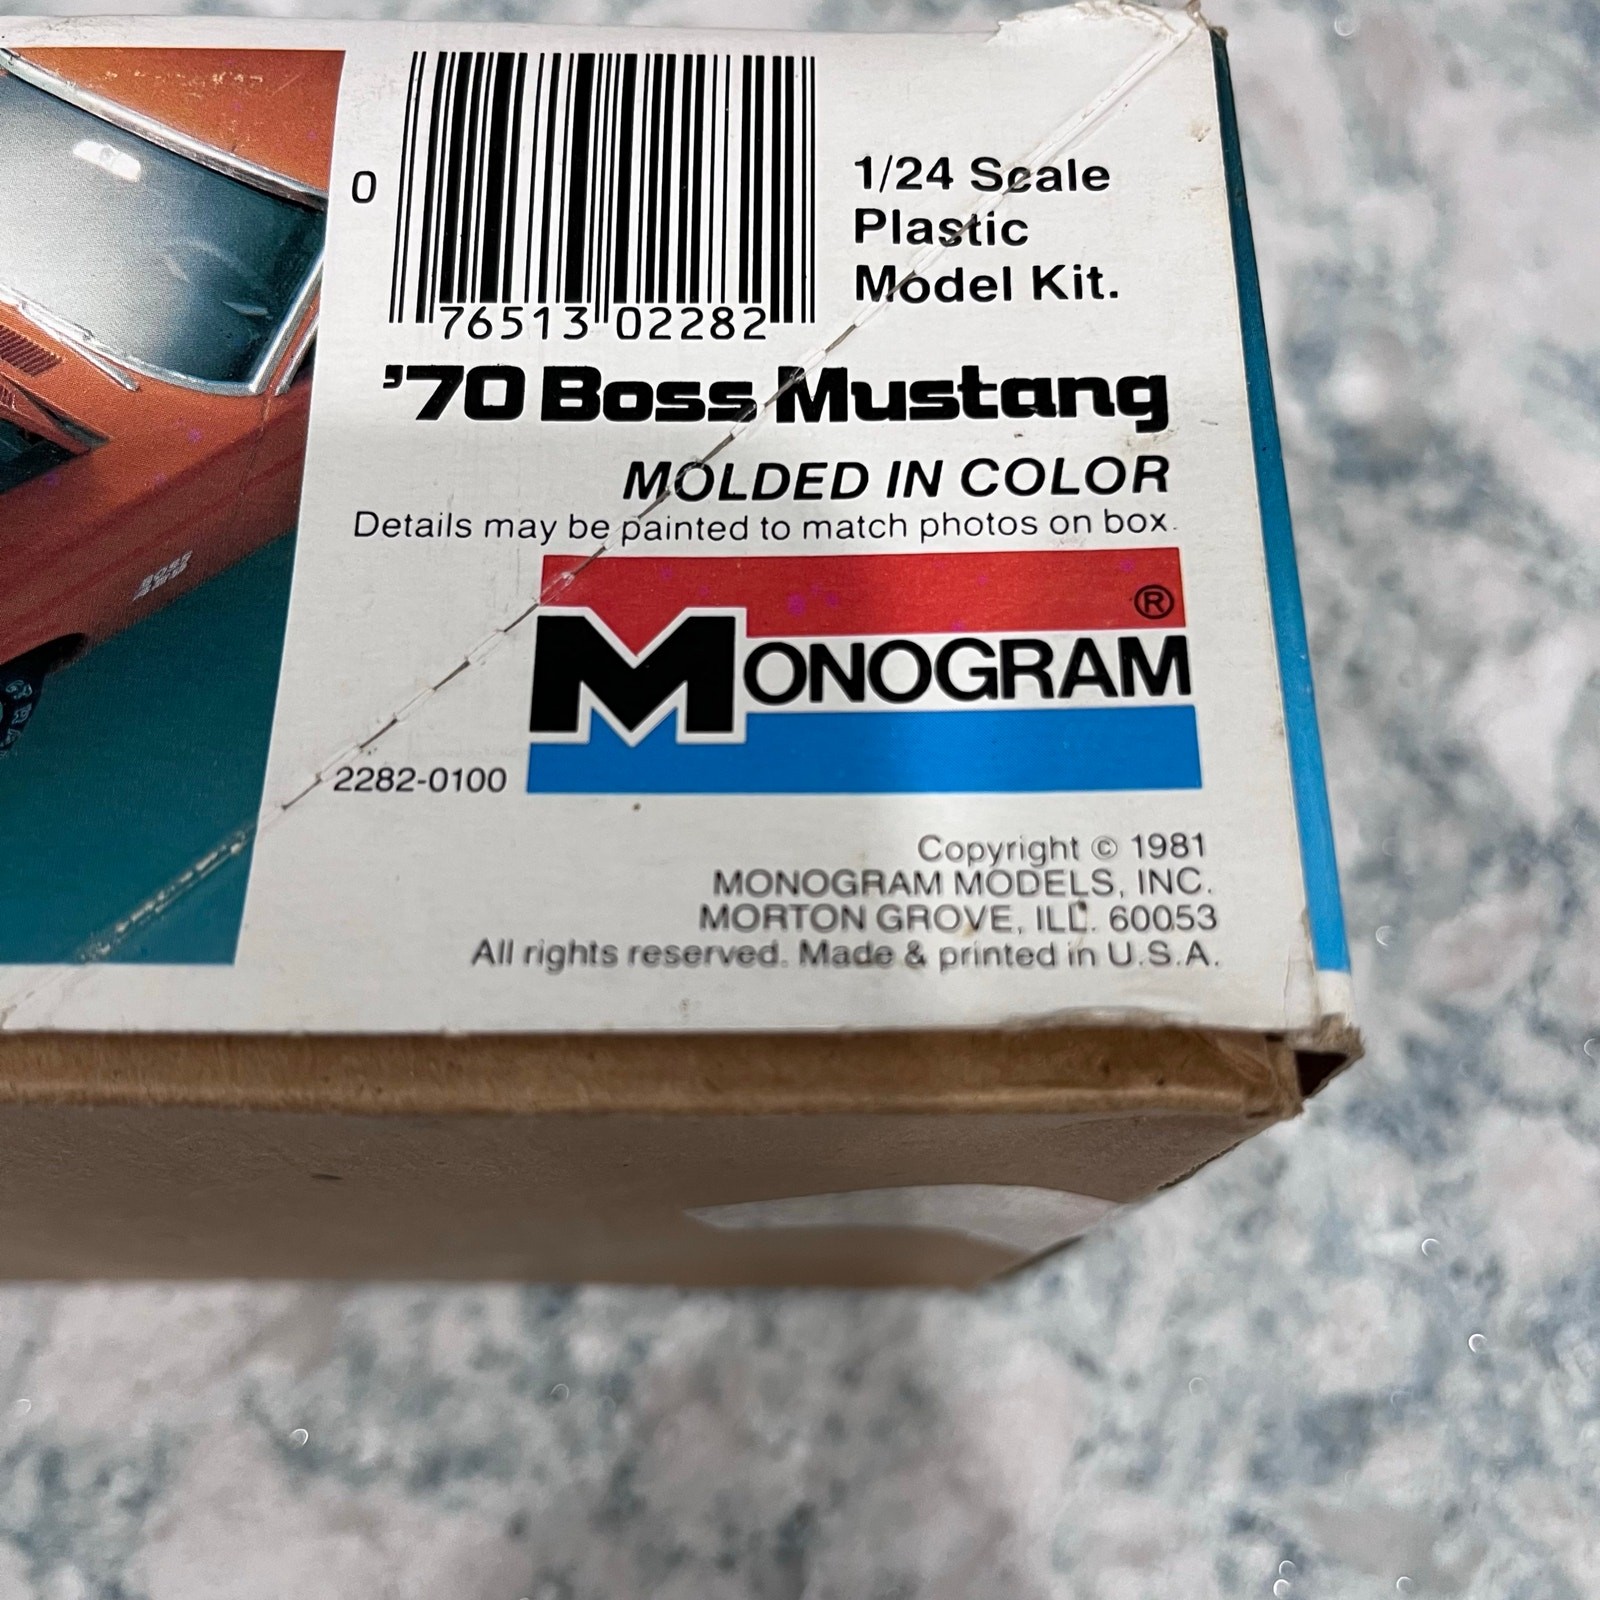 0
76513 02282
1/24 Scale
Plastic
Model Kit.
'70 Boss Mustang
MOLDED IN COLOR
Details may be painted to match photos on box.
®
MONOGRAM
2282-0100
Copyright © 1981
MONOGRAM MODELS, INC.
MORTON GROVE, ILL. 60053
All rights reserved. Made & printed in U.S.A.
BOSS